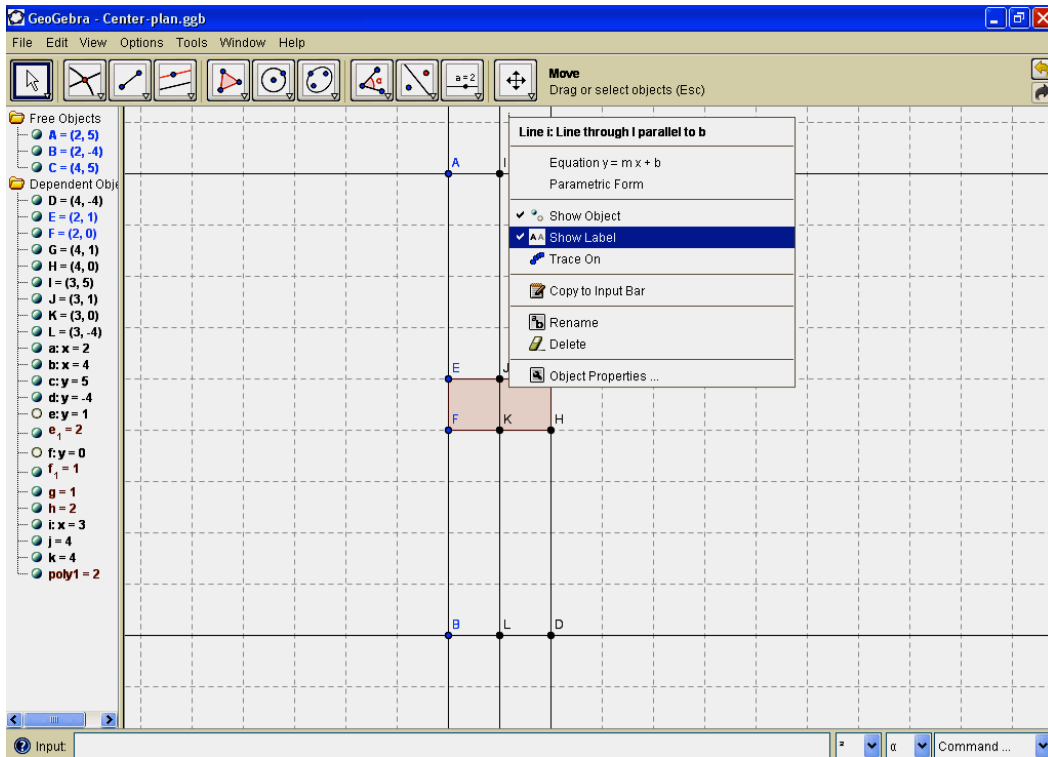 GeoGebra - Center-plan.ggb
File Edit View Options Tools Window Help
a = 2
Move
Drag or select objects (Esc)
Free Objects
A = (2, 5)
B = (2, -4)
C = (4, 5)
Dependent Obje
D = (4, -4)
E = (2, 1)
F = (2, 0)
G = (4, 1)
H = (4, 0)
I = (3, 5)
J = (3, 1)
K = (3, 0)
L = (3, -4)
a: x = 2
b: x = 4
c: y = 5
d: y = -4
e: y = 1
e₁ = 2
f: y = 0
f₁ = 1
g = 1
h = 2
i: x = 3
j = 4
k = 4
poly1 = 2
A I
Line i: Line through I parallel to b
Equation y = m x + b
Parametric Form
Show Object
AA Show Label
Trace On
Copy to Input Bar
ab Rename
Delete
Object Properties ...
E J
F K H
B L D
Input:
² α Command ...